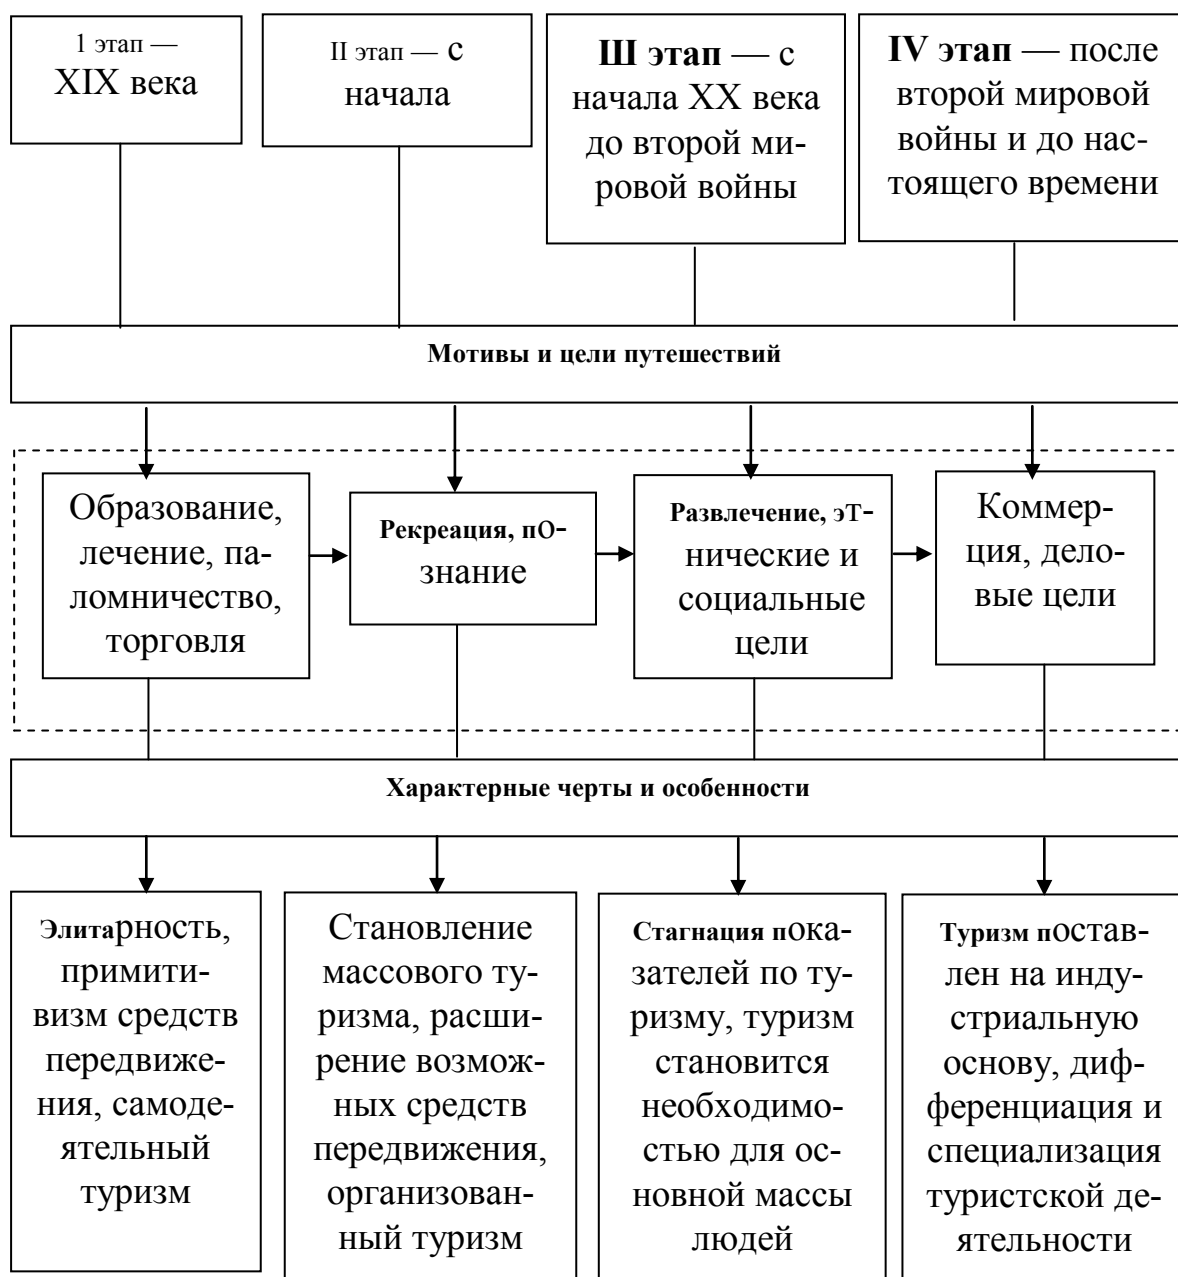 1 этап —
XIX века
II этап — с
начала
III этап — с
начала XX века
до второй ми-
ровой войны
IV этап — после
второй мировой
войны и до нас-
тоящего времени
Мотивы и цели путешествий
Образование,
лечение, па-
ломничество,
торговля
Рекреация, по-
знание
Развлечение, эт-
нические и
социальные
цели
Коммер-
ция, дело-
вые цели
Характерные черты и особенности
Элитарность,
примити-
визм средств
передвиже-
ния, самоде-
ятельный
туризм
Становление
массового ту-
ризма, расши-
рение возмож-
ных средств
передвижения,
организован-
ный туризм
Стагнация пока-
зателей по ту-
ризму, туризм
становится
необходимо-
стью для ос-
новной массы
людей
Туризм постав-
лен на инду-
стриальную
основу, диф-
ференциация и
специализация
туристской де-
ятельности